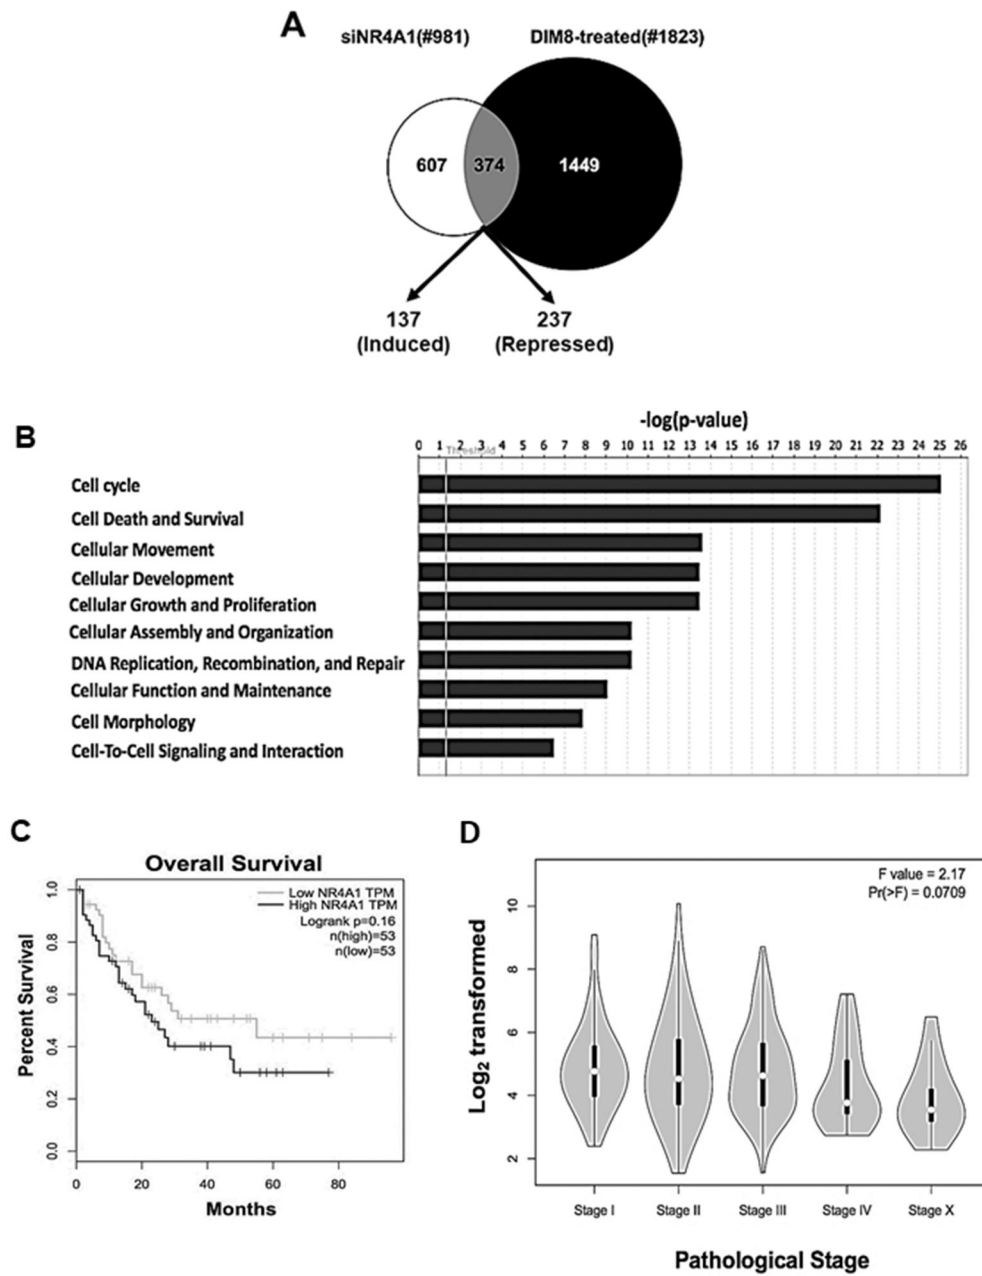 A
siNR4A1(#981) DIM8-treated(#1823)
607 374 1449
137 237
(Induced) (Repressed)
B
-log(p-value)
0 1 2 3 4 5 6 7 8 9 10 11 12 13 14 15 16 17 18 19 20 21 22 23 24 25 26
Threshold
Cell cycle
Cell Death and Survival
Cellular Movement
Cellular Development
Cellular Growth and Proliferation
Cellular Assembly and Organization
DNA Replication, Recombination, and Repair
Cellular Function and Maintenance
Cell Morphology
Cell-To-Cell Signaling and Interaction
C
Overall Survival
Low NR4A1 TPM
High NR4A1 TPM
Logrank p=0.16
n(high)=53
n(low)=53
Percent Survival
1.0
0.8
0.6
0.4
0.2
0.0
0 20 40 60 80
Months
D
F value = 2.17
Pr(>F) = 0.0709
Log2 transformed
10
8
6
4
2
Stage I Stage II Stage III Stage IV Stage X
Pathological Stage